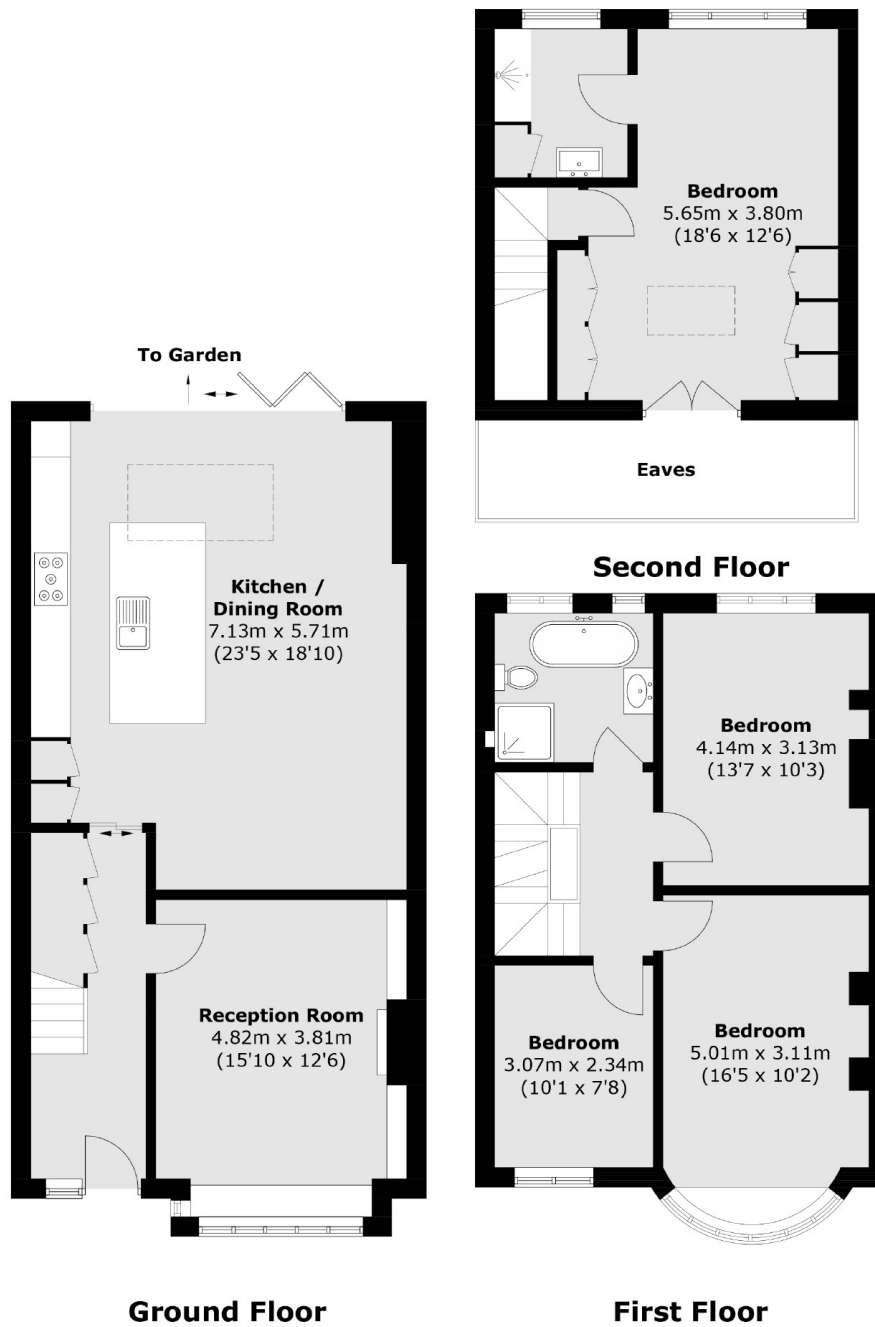 To Garden
Kitchen /
Dining Room
7.13m x 5.71m
(23'5 x 18'10)
Reception Room
4.82m x 3.81m
(15'10 x 12'6)
Ground Floor
Bedroom
5.65m x 3.80m
(18'6 x 12'6)
Eaves
Second Floor
Bedroom
4.14m x 3.13m
(13'7 x 10'3)
Bedroom
3.07m x 2.34m
(10'1 x 7'8)
Bedroom
5.01m x 3.11m
(16'5 x 10'2)
First Floor